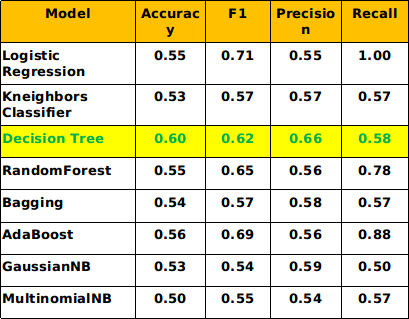 Model Accurac F1 Precisio Recall
y n
Logistic 0.55 0.71 0.55 1.00
Regression
Kneighbors 0.53 0.57 0.57 0.57
Classifier
Decision Tree 0.60 0.62 0.66 0.58
RandomForest 0.55 0.65 0.56 0.78
Bagging 0.54 0.57 0.58 0.57
AdaBoost 0.56 0.69 0.56 0.88
GaussianNB 0.53 0.54 0.59 0.50
MultinomialNB 0.50 0.55 0.54 0.57